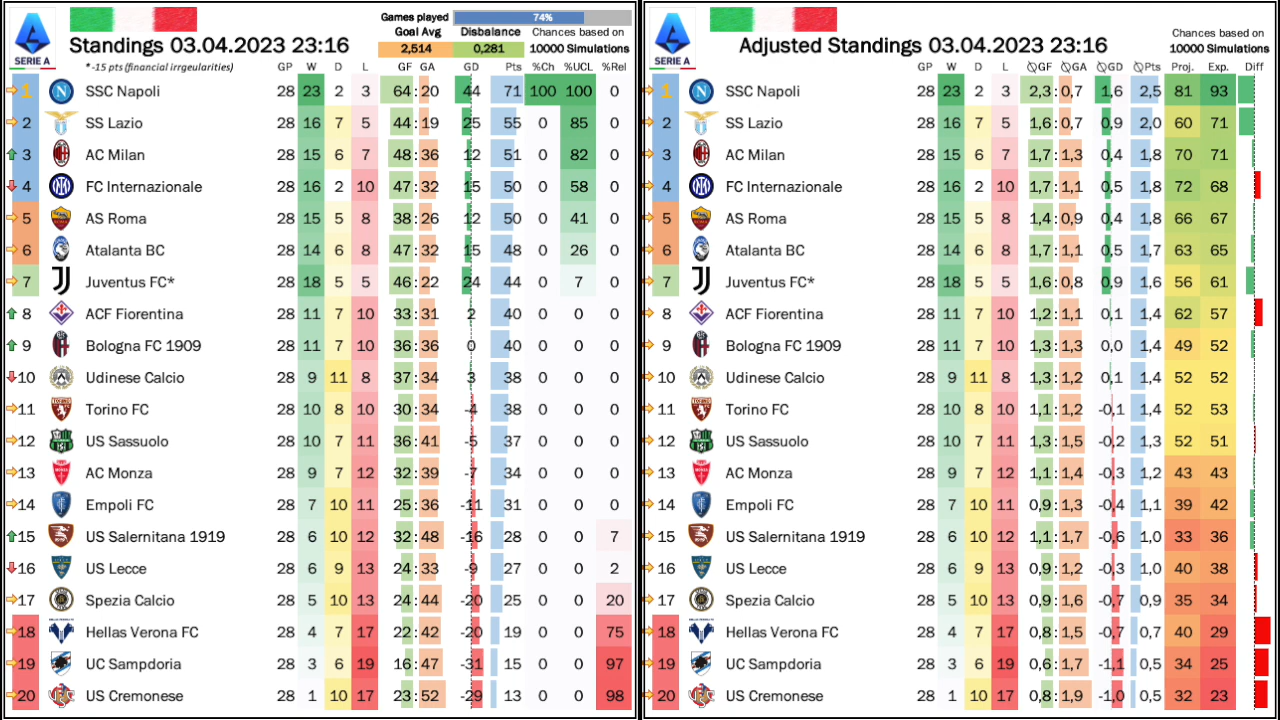 Games played 74%
Goal Avg Disbalance Chances based on
2,514 0,281 10000 Simulations
SERIE A
Standings 03.04.2023 23:16
* -15 pts (financial irrgeularities) GP W D L GF GA GD Pts %Ch %UCL %Rel
1 SSC Napoli 28 23 2 3 64 : 20 44 71 100 100 0
2 SS Lazio 28 16 7 5 44 : 19 25 55 0 85 0
3 AC Milan 28 15 6 7 48 : 36 12 51 0 82 0
4 FC Internazionale 28 16 2 10 47 : 32 15 50 0 58 0
5 AS Roma 28 15 5 8 38 : 26 12 50 0 41 0
6 Atalanta BC 28 14 6 8 47 : 32 15 48 0 26 0
7 Juventus FC* 28 18 5 5 46 : 22 24 44 0 7 0
8 ACF Fiorentina 28 11 7 10 33 : 31 2 40 0 0 0
9 Bologna FC 1909 28 11 7 10 36 : 36 0 40 0 0 0
10 Udinese Calcio 28 9 11 8 37 : 34 3 38 0 0 0
11 Torino FC 28 10 8 10 30 : 34 -4 38 0 0 0
12 US Sassuolo 28 10 7 11 36 : 41 -5 37 0 0 0
13 AC Monza 28 9 7 12 32 : 39 -7 34 0 0 0
14 Empoli FC 28 7 10 11 25 : 36 -11 31 0 0 0
15 US Salernitana 1919 28 6 10 12 32 : 48 -16 28 0 0 7
16 US Lecce 28 6 9 13 24 : 33 -9 27 0 0 2
17 Spezia Calcio 28 5 10 13 24 : 44 -20 25 0 0 20
18 Hellas Verona FC 28 4 7 17 22 : 42 -20 19 0 0 75
19 UC Sampdoria 28 3 6 19 16 : 47 -31 15 0 0 97
20 US Cremonese 28 1 10 17 23 : 52 -29 13 0 0 98
SERIE A
Adjusted Standings 03.04.2023 23:16
Chances based on
10000 Simulations
GP W D L ∅GF ∅GA ∅GD ∅Pts Proj. Exp. Diff
1 SSC Napoli 28 23 2 3 2,3 : 0,7 1,6 2,5 81 93
2 SS Lazio 28 16 7 5 1,6 : 0,7 0,9 2,0 60 71
3 AC Milan 28 15 6 7 1,7 : 1,3 0,4 1,8 70 71
4 FC Internazionale 28 16 2 10 1,7 : 1,1 0,5 1,8 72 68
5 AS Roma 28 15 5 8 1,4 : 0,9 0,4 1,8 66 67
6 Atalanta BC 28 14 6 8 1,7 : 1,1 0,5 1,7 63 65
7 Juventus FC* 28 18 5 5 1,6 : 0,8 0,9 1,6 56 61
8 ACF Fiorentina 28 11 7 10 1,2 : 1,1 0,1 1,4 62 57
9 Bologna FC 1909 28 11 7 10 1,3 : 1,3 0,0 1,4 49 52
10 Udinese Calcio 28 9 11 8 1,3 : 1,2 0,1 1,4 52 52
11 Torino FC 28 10 8 10 1,1 : 1,2 -0,1 1,4 52 53
12 US Sassuolo 28 10 7 11 1,3 : 1,5 -0,2 1,3 52 51
13 AC Monza 28 9 7 12 1,1 : 1,4 -0,3 1,2 43 43
14 Empoli FC 28 7 10 11 0,9 : 1,3 -0,4 1,1 39 42
15 US Salernitana 1919 28 6 10 12 1,1 : 1,7 -0,6 1,0 33 36
16 US Lecce 28 6 9 13 0,9 : 1,2 -0,3 1,0 40 38
17 Spezia Calcio 28 5 10 13 0,9 : 1,6 -0,7 0,9 35 34
18 Hellas Verona FC 28 4 7 17 0,8 : 1,5 -0,7 0,7 40 29
19 UC Sampdoria 28 3 6 19 0,6 : 1,7 -1,1 0,5 34 25
20 US Cremonese 28 1 10 17 0,8 : 1,9 -1,0 0,5 32 23